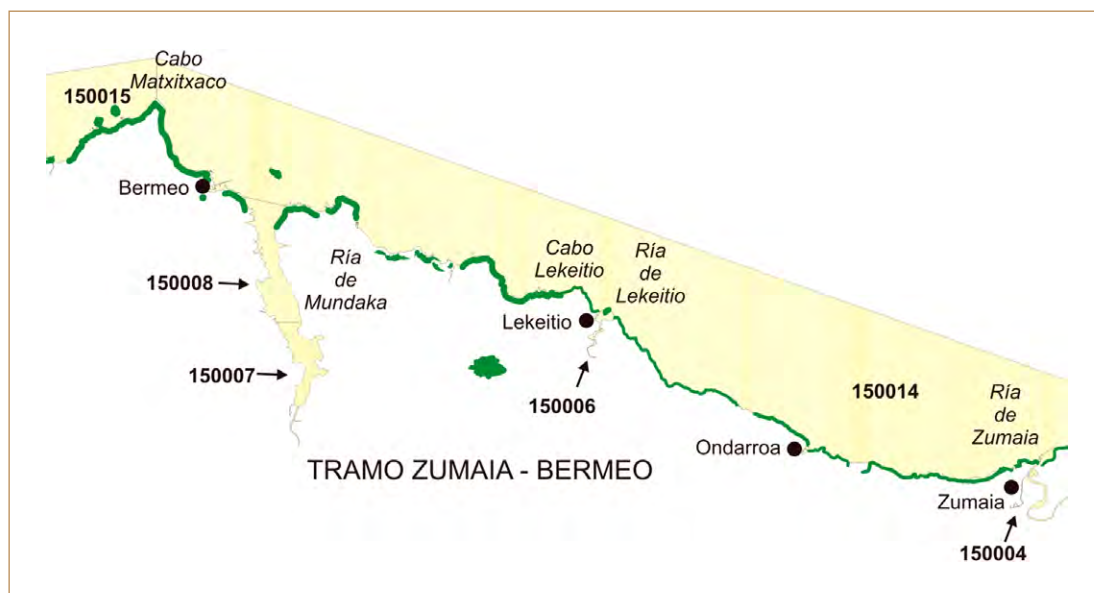 Cabo
Matxitxaco
150015
Bermeo
150008
Ría
de
Mundaka
150007
Cabo
Lekeitio
Ría
de
Lekeitio
Lekeitio
150006
150014
Ría
de
Zumaia
Ondarroa
Zumaia
150004
TRAMO ZUMAIA - BERMEO